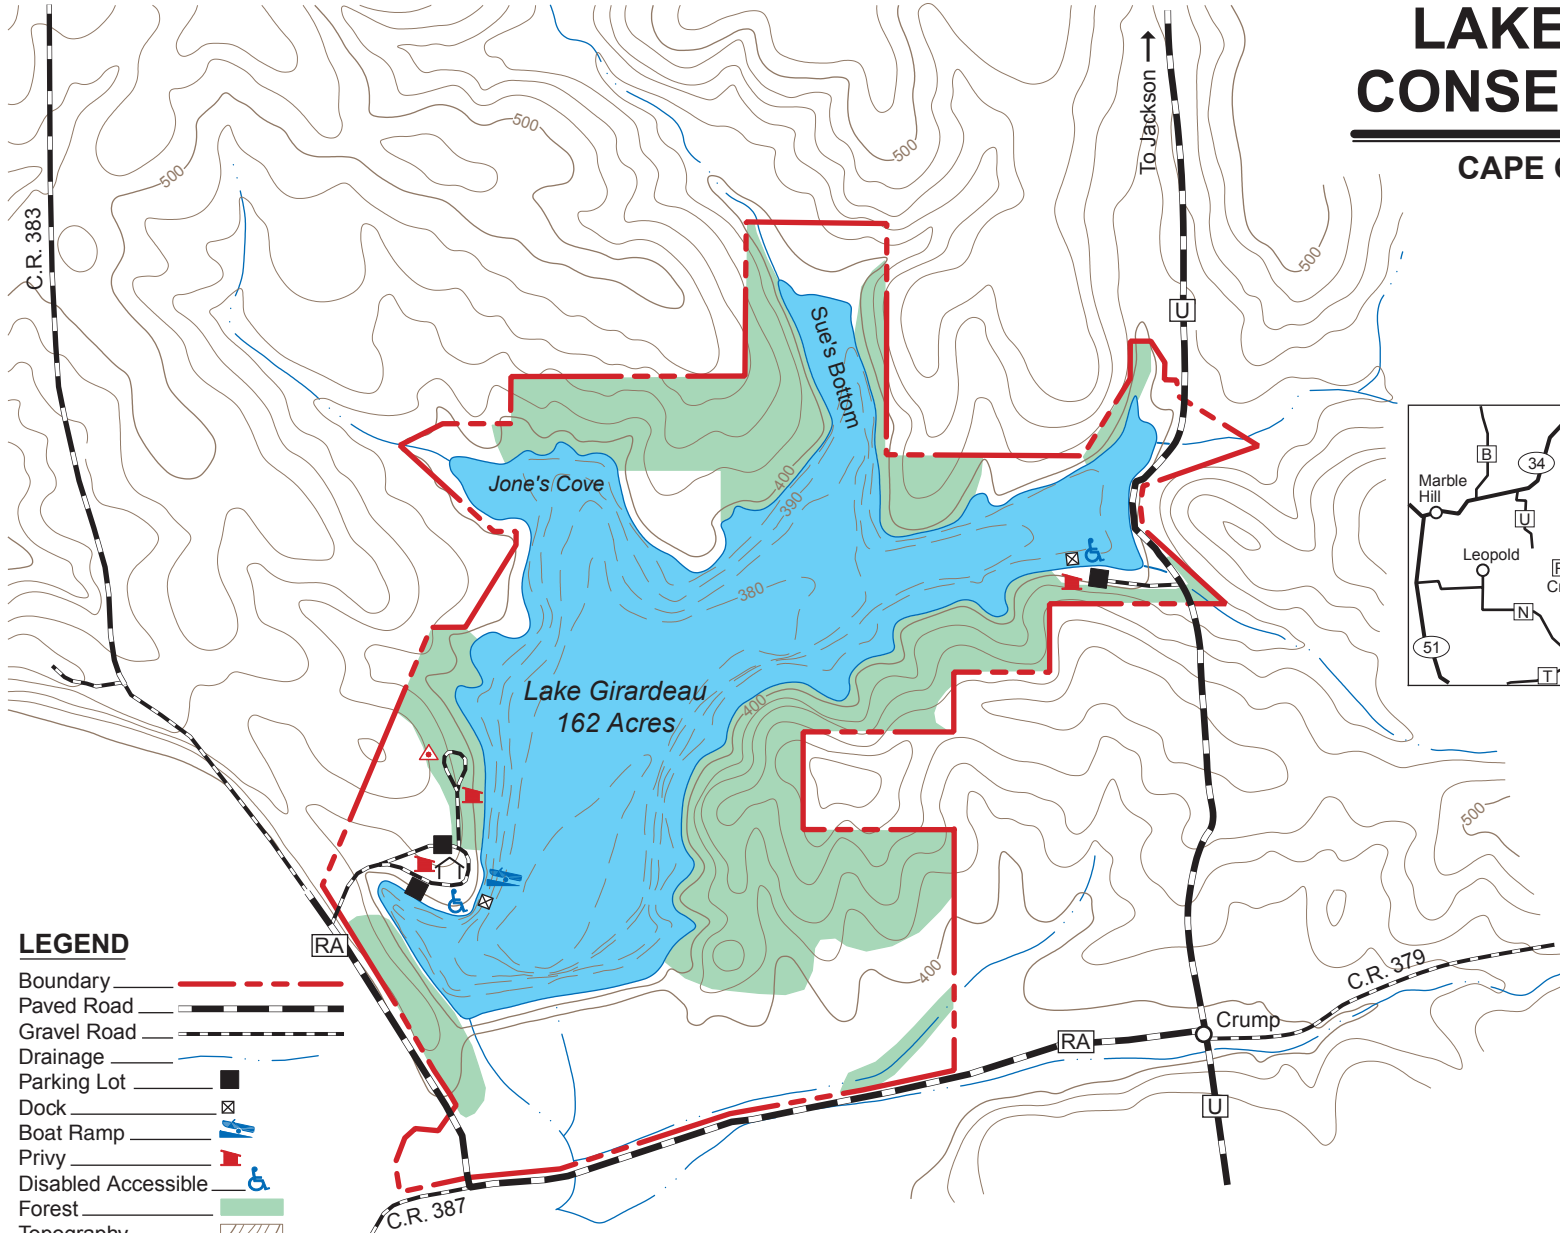 LAKE
CONSE
CAPE
To Jackson
500
500
500
500
C.R. 383
U
Sue's Bottom
B
34
Marble
Hill
U
Leopold
N
51
T
Jone's Cove
400
390
380
Lake Girardeau
162 Acres
400
500
400
RA
C.R. 379
Crump
RA
U
C.R. 387
LEGEND
Boundary
Paved Road
Gravel Road
Drainage
Parking Lot
Dock
Boat Ramp
Privy
Disabled Accessible
Forest
Topography